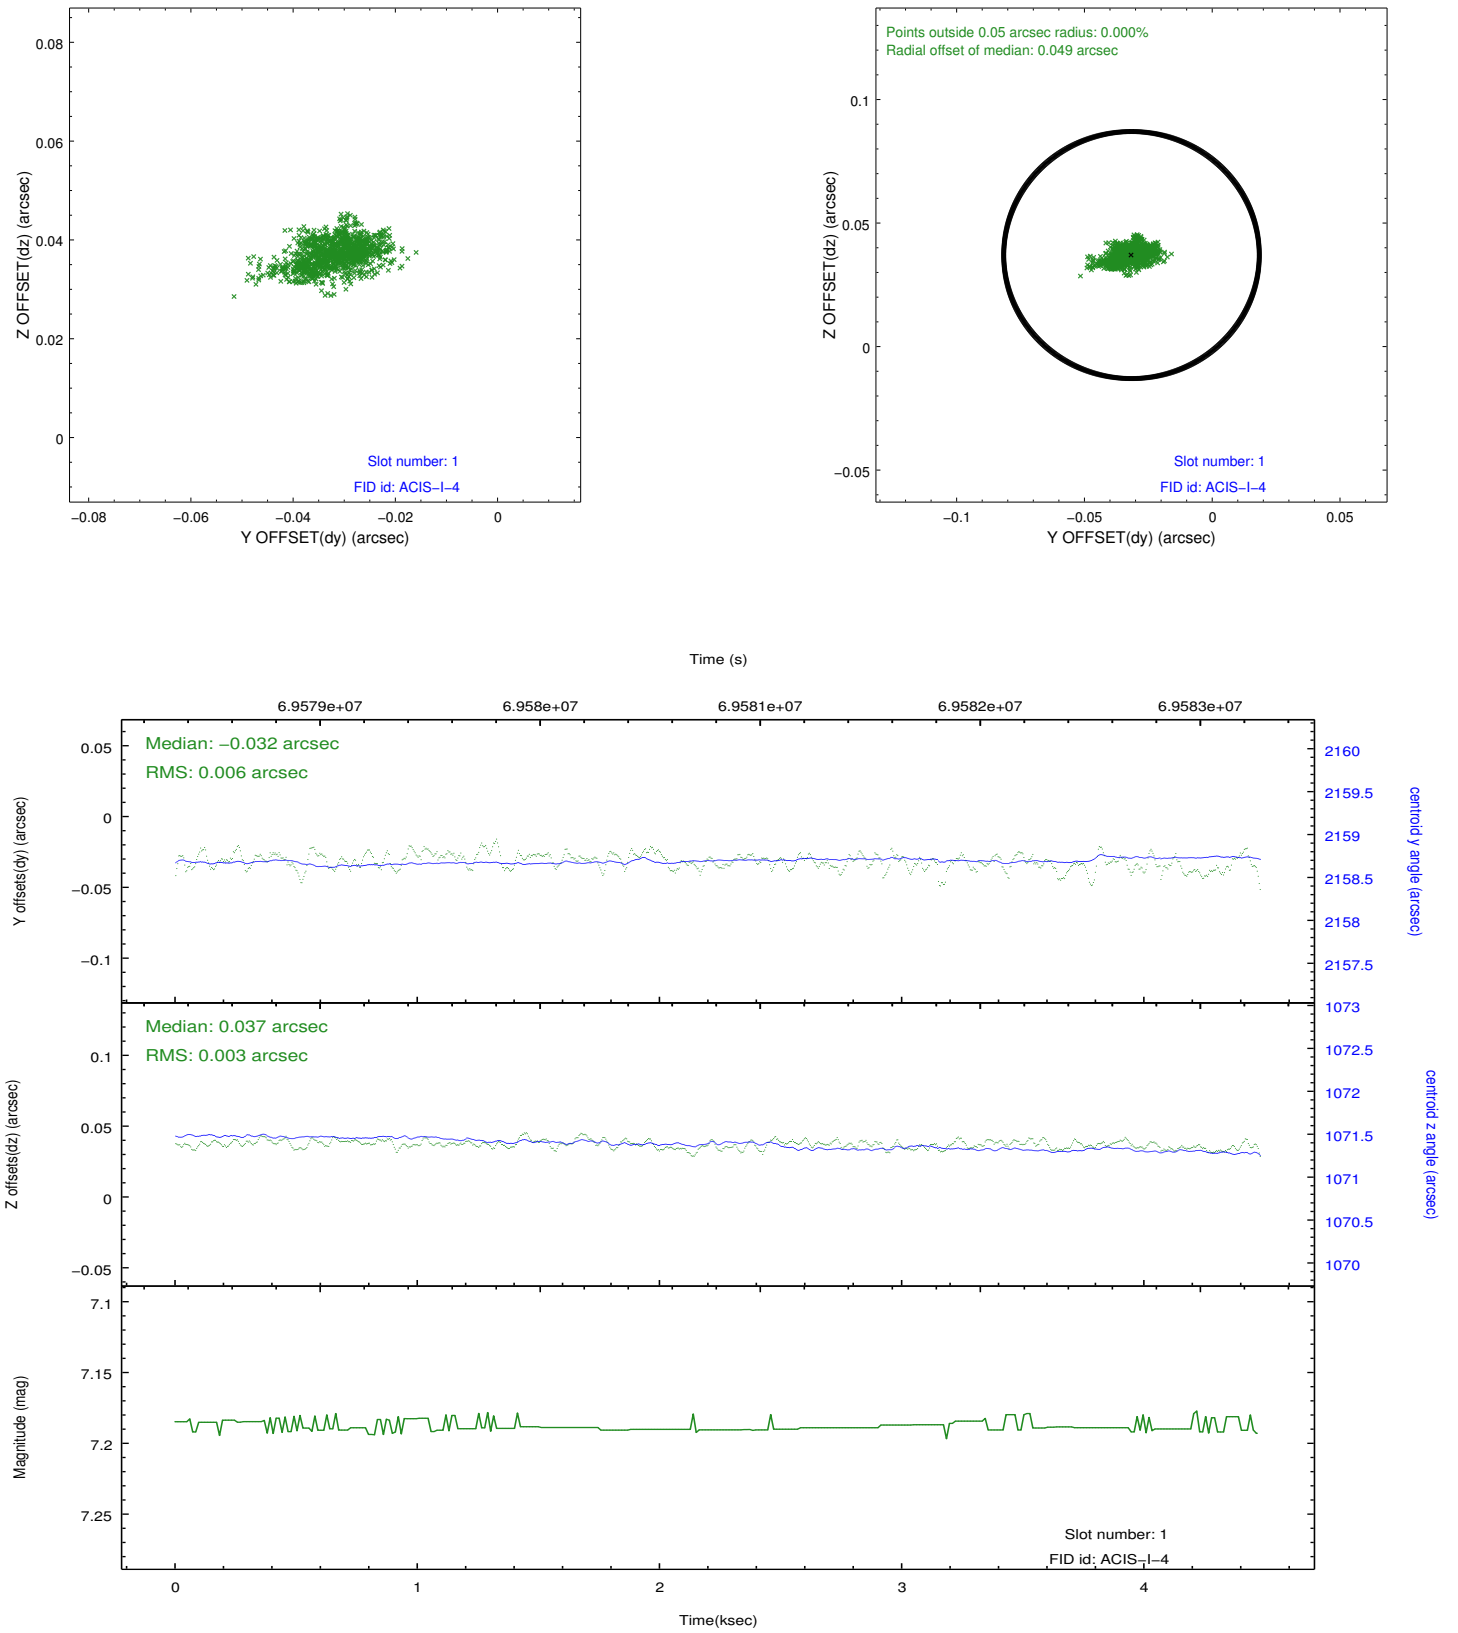 0.08
0.06
0.04
0.02
0
Z OFFSET(dz) (arcsec)
Slot number: 1
FID id: ACIS−I−4
−0.08
−0.06
−0.04
−0.02
0
Y OFFSET(dy) (arcsec)
Points outside 0.05 arcsec radius: 0.000%
Radial offset of median: 0.049 arcsec
0.1
0.05
0
−0.05
Z OFFSET(dz) (arcsec)
Slot number: 1
FID id: ACIS−I−4
−0.1
−0.05
0
0.05
Y OFFSET(dy) (arcsec)
Time (s)
6.9579e+07
6.958e+07
6.9581e+07
6.9582e+07
6.9583e+07
Median: −0.032 arcsec
RMS: 0.006 arcsec
0.05
0
−0.05
−0.1
Y offsets(dy) (arcsec)
2160
2159.5
2159
2158.5
2158
2157.5
centroid y angle (arcsec)
Median: 0.037 arcsec
RMS: 0.003 arcsec
0.1
0.05
0
−0.05
Z offsets(dz) (arcsec)
1073
1072.5
1072
1071.5
1071
1070.5
1070
centroid z angle (arcsec)
7.1
7.15
7.2
7.25
Magnitude (mag)
Slot number: 1
FID id: ACIS−I−4
0
1
2
3
4
Time(ksec)